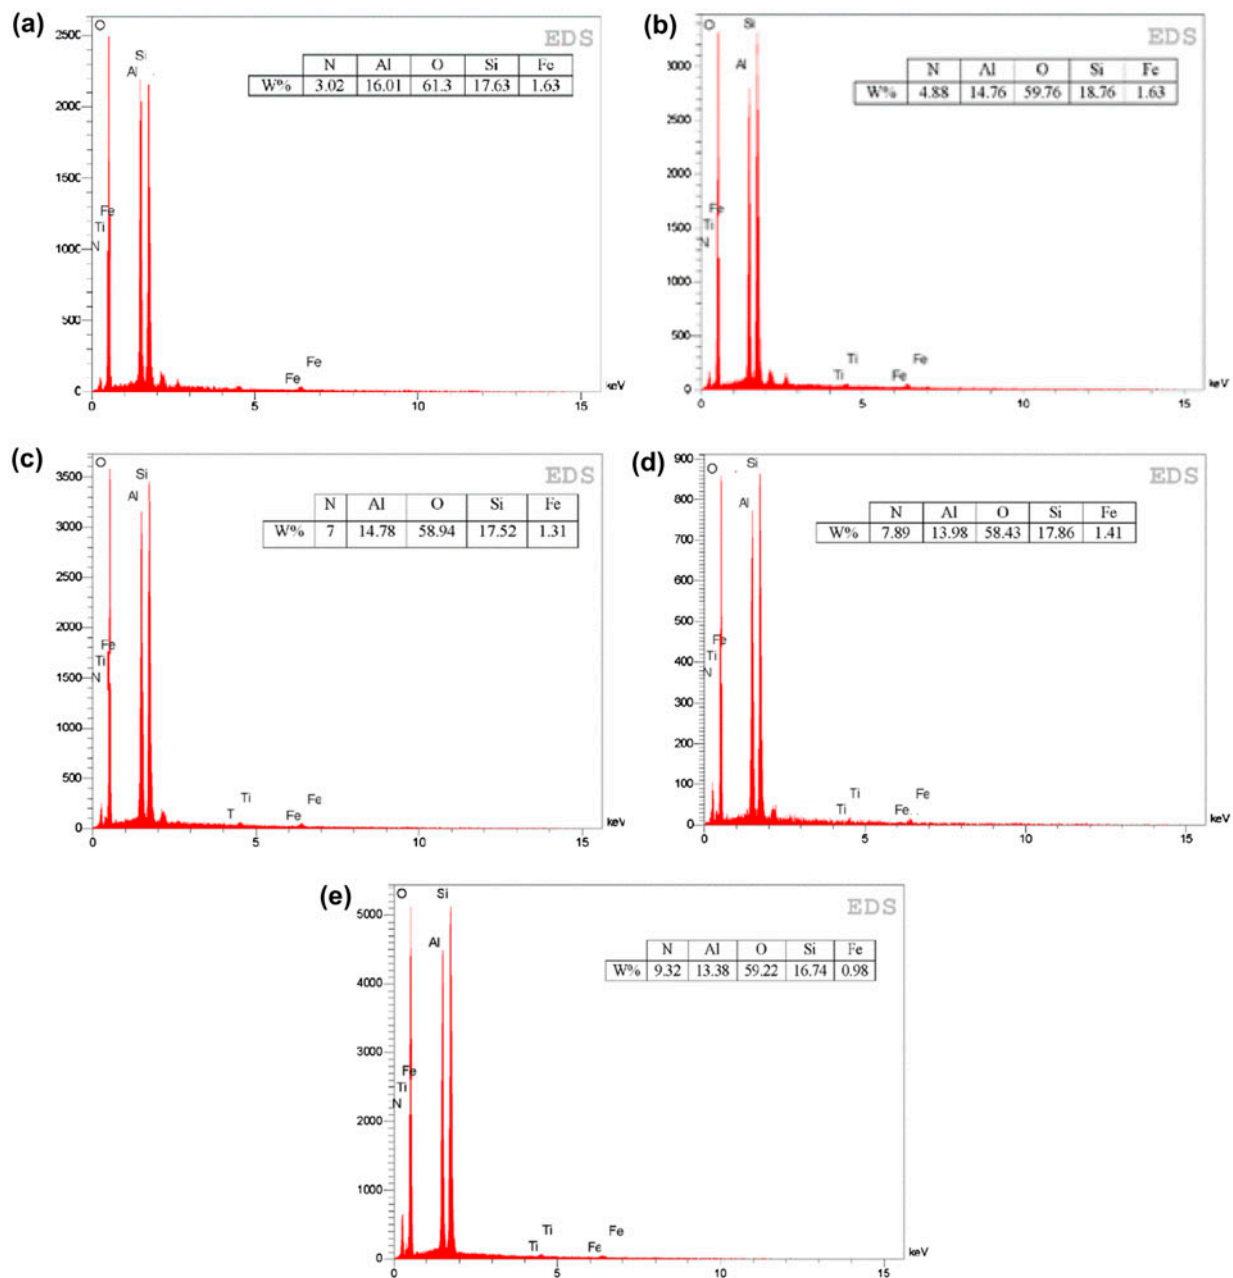 (a)
O
EDS
2500
Si
Al
N Al O Si Fe
W% 3.02 16.01 61.3 17.63 1.63
2000
1500
Fe
Ti
N
1000
500
Fe
Fe
0
keV
0 5 10 15
(b)
O
Si
EDS
Al
3000
N Al O Si Fe
W% 4.88 14.76 59.76 18.76 1.63
2500
2000
Fe
Ti
N
1500
1000
500
Ti Fe
Ti Fe
0
keV
0 5 10 15
(c)
O
Si
EDS
3500
Al
N Al O Si Fe
W% 7 14.78 58.94 17.52 1.31
3000
2500
2000
Fe
Ti
N
1500
1000
500
Ti Fe
T Fe
0
keV
0 5 10 15
(d)
900
O
Si
EDS
800
Al
N Al O Si Fe
W% 7.89 13.98 58.43 17.86 1.41
700
600
500
Fe
Ti
N
400
300
200
100
Ti Fe
Ti Fe
0
keV
0 5 10 15
(e)
O
Si
EDS
5000
Al
N Al O Si Fe
W% 9.32 13.38 59.22 16.74 0.98
4000
3000
Fe
Ti
N
2000
1000
Ti Fe
Ti Fe
0
keV
0 5 10 15